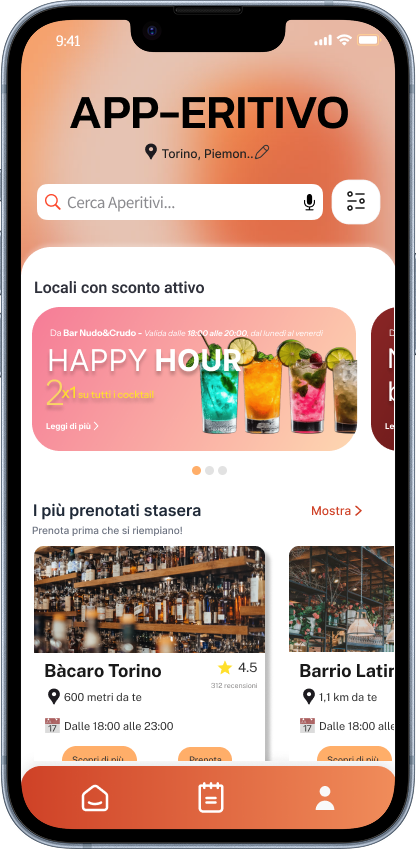 9:41
APP-ERITIVO
Torino, Piemon..
Cerca Aperitivi...
Locali con sconto attivo
Da Bar Nudo&Crudo - Valida dalle 18:00 alle 20:00, dal lunedì ai venerdì
HAPPY HOUR
2x1 su tutti i cocktail
Leggi di più
D
N
b
Le
I più prenotati stasera
Mostra
Prenota prima che si riempiano!
Bàcaro Torino
4.5
312 recensioni
600 metri da te
Dalle 18:00 alle 23:00
Scopri di più
Prenota
Barrio Latin
1,1 km da te
Dalle 18:00 alle
Scopri di più